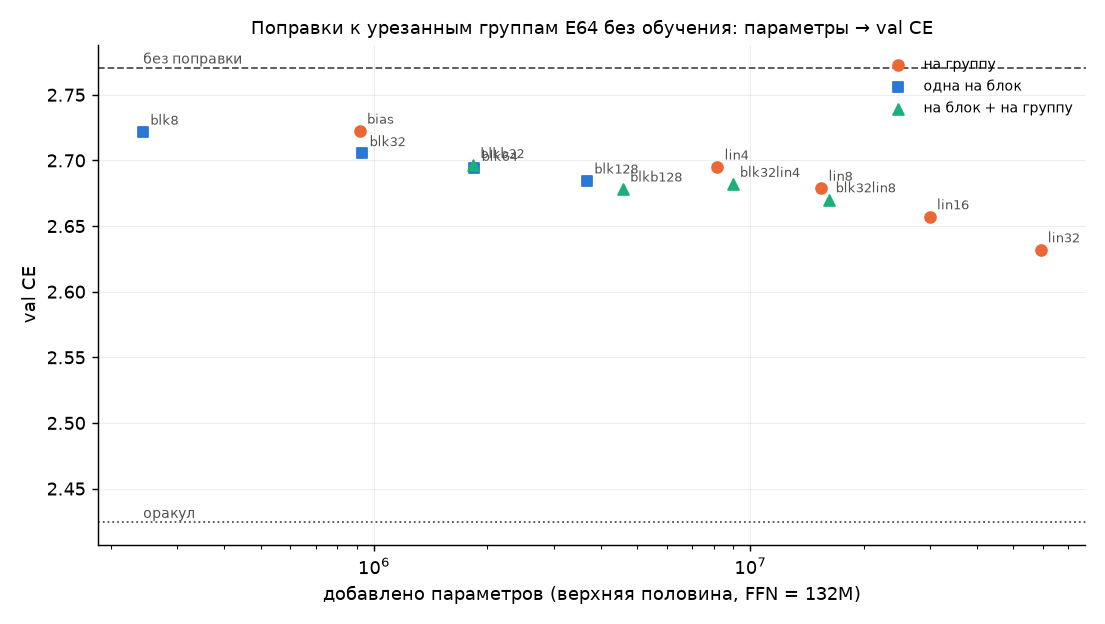 Поправки к урезанным группам E64 без обучения: параметры → val CE
без поправки
на группу
одна на блок
на блок + на группу
2.75
blk8
bias
blk32
2.70
blkb32
blk64
blk128
blkb128
lin4
blk32lin4
lin8
blk32lin8
lin16
2.65
lin32
2.60
2.55
2.50
2.45
оракул
val CE
10⁶
10⁷
добавлено параметров (верхняя половина, FFN = 132M)